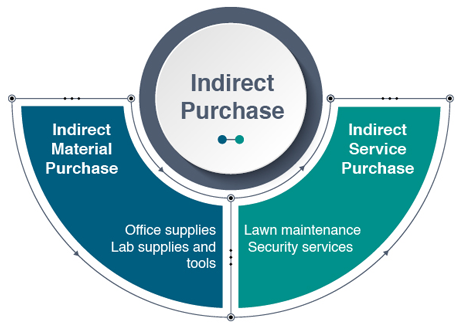 Indirect
Purchase
Indirect
Material
Purchase
Office supplies
Lab supplies and
tools
Indirect
Service
Purchase
Lawn maintenance
Security services